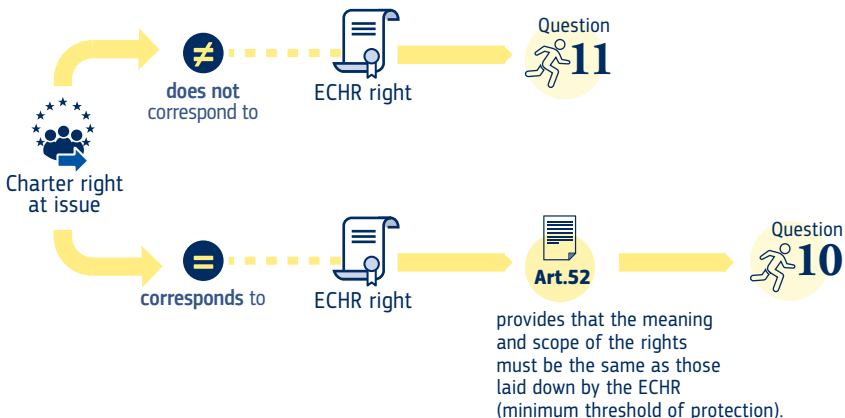 Question
11
≠
does not
correspond to
ECHR right
Charter right
at issue
=
corresponds to
ECHR right
Art.52
provides that the meaning
and scope of the rights
must be the same as those
laid down by the ECHR
(minimum threshold of protection).
Question
10